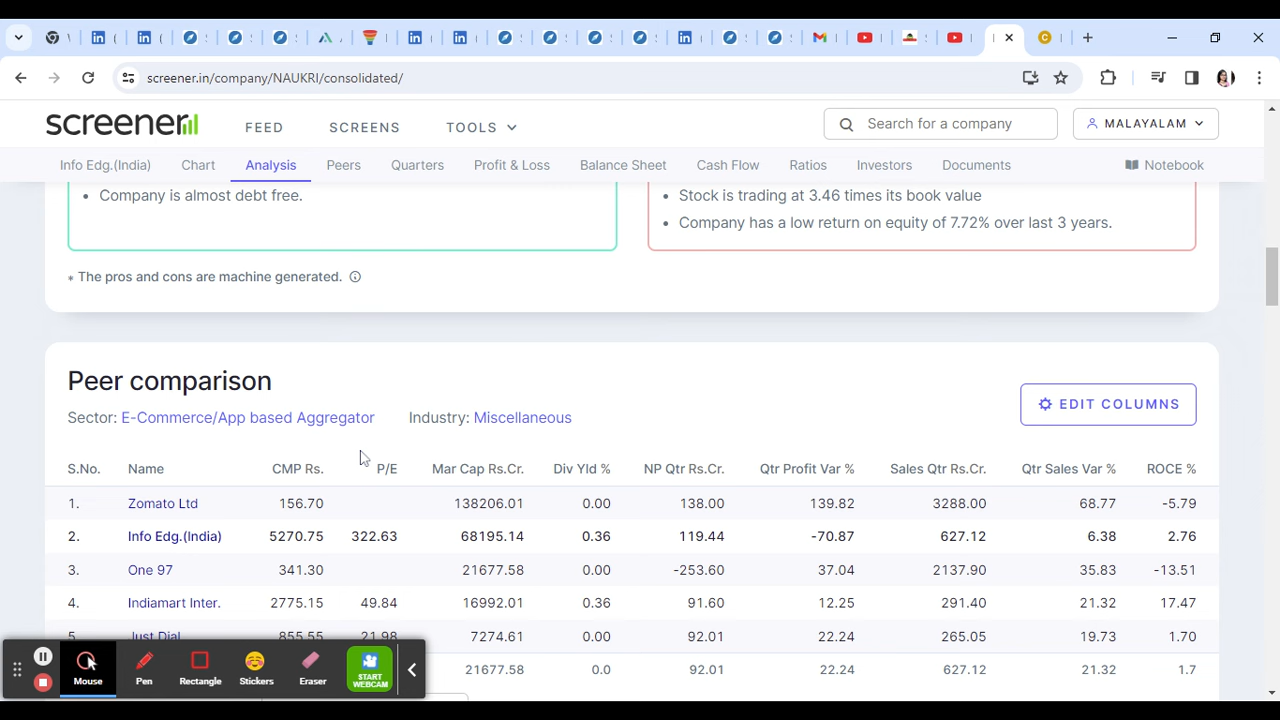 screener.in/company/NAUKRI/consolidated/
screener FEED SCREENS TOOLS Search for a company MALAYALAM
Info Edg.(India) Chart Analysis Peers Quarters Profit & Loss Balance Sheet Cash Flow Ratios Investors Documents Notebook
• Company is almost debt free.
• Stock is trading at 3.46 times its book value
• Company has a low return on equity of 7.72% over last 3 years.
* The pros and cons are machine generated.
Peer comparison
Sector: E-Commerce/App based Aggregator Industry: Miscellaneous
EDIT COLUMNS
S.No. Name CMP Rs. P/E Mar Cap Rs.Cr. Div Yld % NP Qtr Rs.Cr. Qtr Profit Var % Sales Qtr Rs.Cr. Qtr Sales Var % ROCE %
1. Zomato Ltd 156.70 138206.01 0.00 138.00 139.82 3288.00 68.77 -5.79
2. Info Edg.(India) 5270.75 322.63 68195.14 0.36 119.44 -70.87 627.12 6.38 2.76
3. One 97 341.30 21677.58 0.00 -253.60 37.04 2137.90 35.83 -13.51
4. Indiamart Inter. 2775.15 49.84 16992.01 0.36 91.60 12.25 291.40 21.32 17.47
5. Just Dial 855.55 21.98 7274.61 0.00 92.01 22.24 265.05 19.73 1.70
21677.58 0.0 92.01 22.24 627.12 21.32 1.7
Mouse Pen Rectangle Stickers Eraser START
WEBCAM